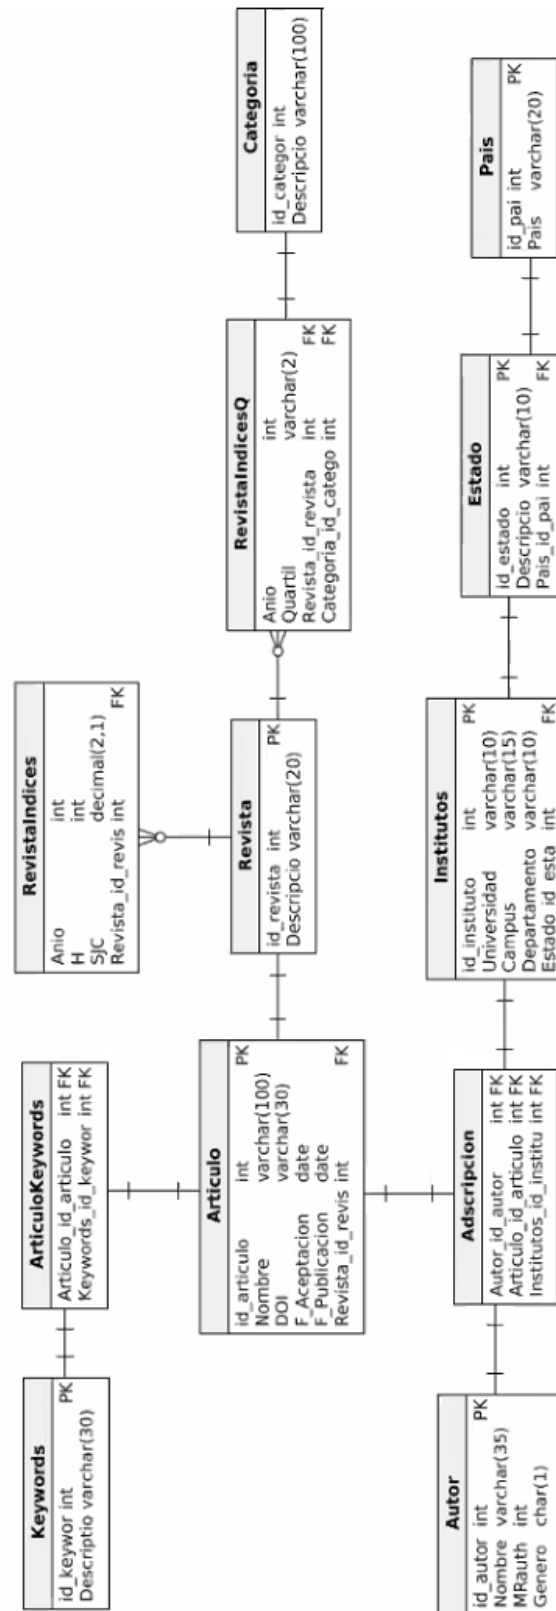 Keywords
id_keywor int PK
Descriptio varchar(30)
ArticuloKeywords
Articulo_id_articulo int FK
Keywords_id_keywor int FK
RevistaIndices
Anio int
H int
SJC decimal(2,1)
Revista_id_revis int FK
Articulo
id_articulo int PK
Nombre varchar(100)
DOI varchar(30)
F_Aceptacion date
F_Publicacion date
Revista_id_revis int FK
Revista
id_revista int PK
Descripcio varchar(20)
RevistaIndicesQ
Anio int
Quartil varchar(2)
Revista_id_revista int FK
Categoria_id_catego int FK
Categoria
id_categor int
Descripcio varchar(100)
Autor
id_autor int PK
Nombre varchar(35)
MRauth int
Genero char(1)
Adscripcion
Autor_id_autor int FK
Articulo_id_articulo int FK
Institutos_id_institu int FK
Institutos
id_instituto int PK
Universidad varchar(10)
Campus varchar(15)
Departamento varchar(10)
Estado_id_esta int FK
Estado
id_estado int PK
Descripcio varchar(10)
Pais_id_pai int FK
Pais
id_pai int PK
Pais varchar(20)